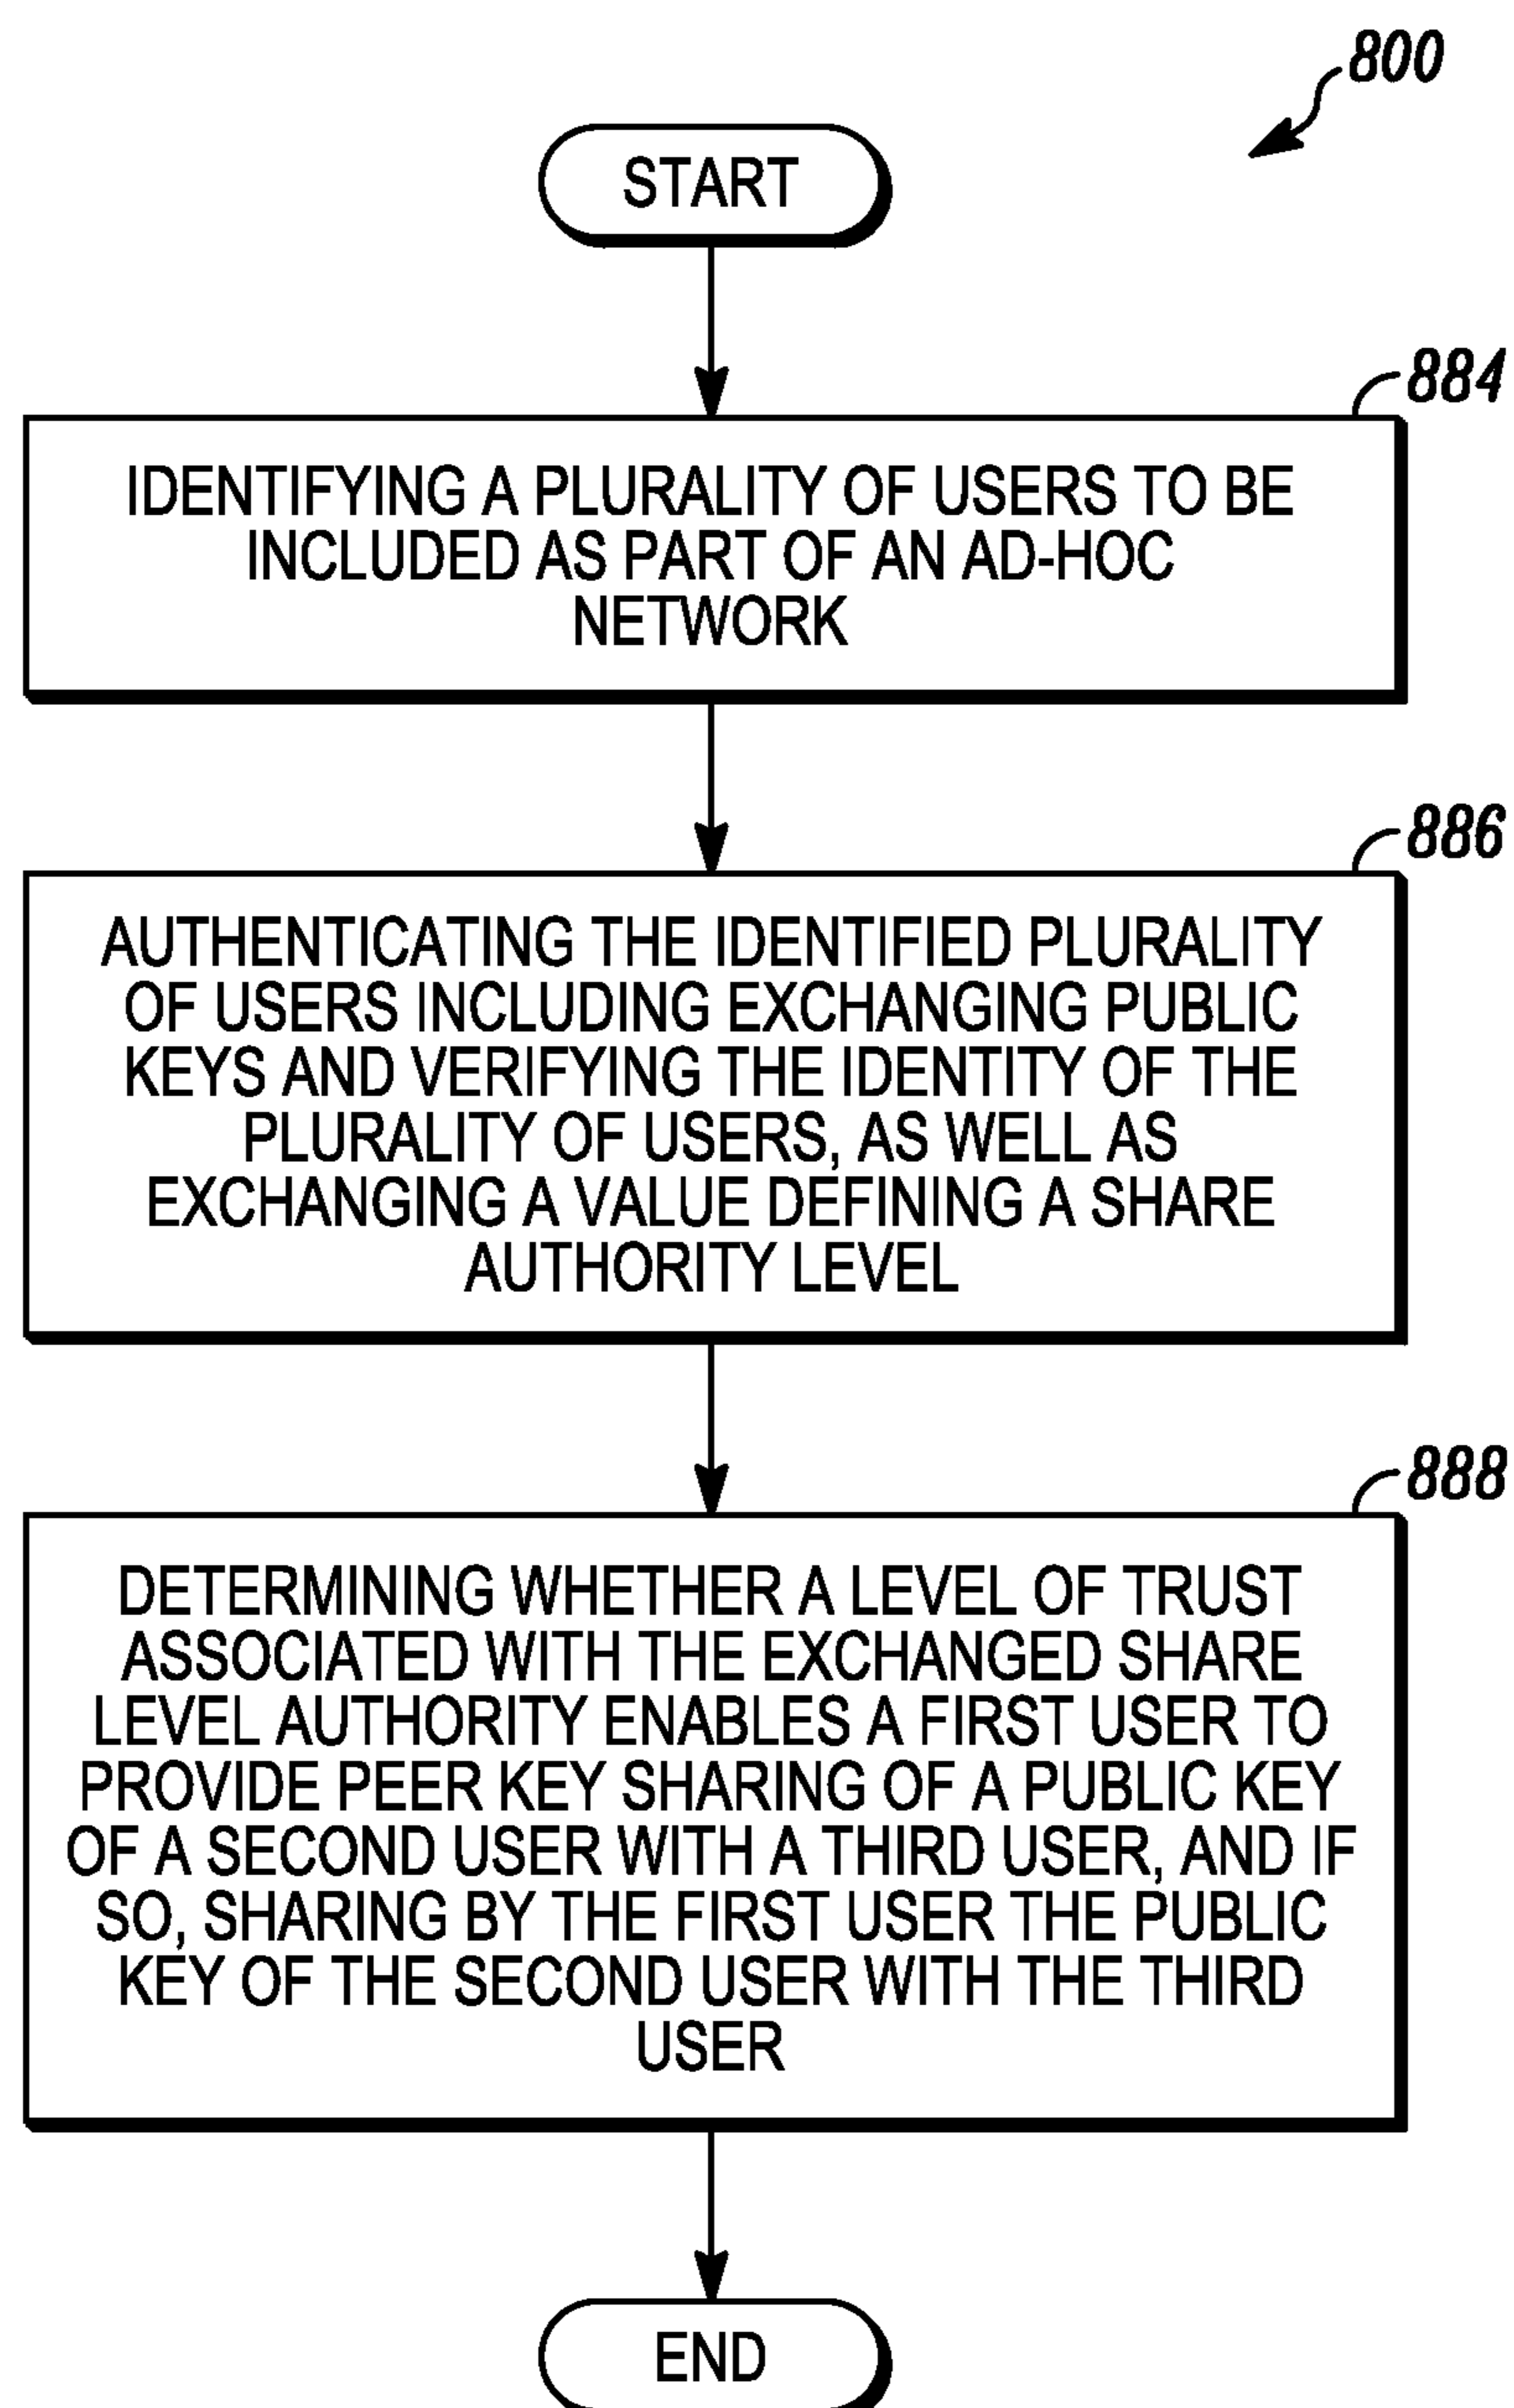 800
START
884
IDENTIFYING A PLURALITY OF USERS TO BE
INCLUDED AS PART OF AN AD-HOC
NETWORK
886
AUTHENTICATING THE IDENTIFIED PLURALITY
OF USERS INCLUDING EXCHANGING PUBLIC
KEYS AND VERIFYING THE IDENTITY OF THE
PLURALITY OF USERS, AS WELL AS
EXCHANGING A VALUE DEFINING A SHARE
AUTHORITY LEVEL
888
DETERMINING WHETHER A LEVEL OF TRUST
ASSOCIATED WITH THE EXCHANGED SHARE
LEVEL AUTHORITY ENABLES A FIRST USER TO
PROVIDE PEER KEY SHARING OF A PUBLIC KEY
OF A SECOND USER WITH A THIRD USER, AND IF
SO, SHARING BY THE FIRST USER THE PUBLIC
KEY OF THE SECOND USER WITH THE THIRD
USER
END